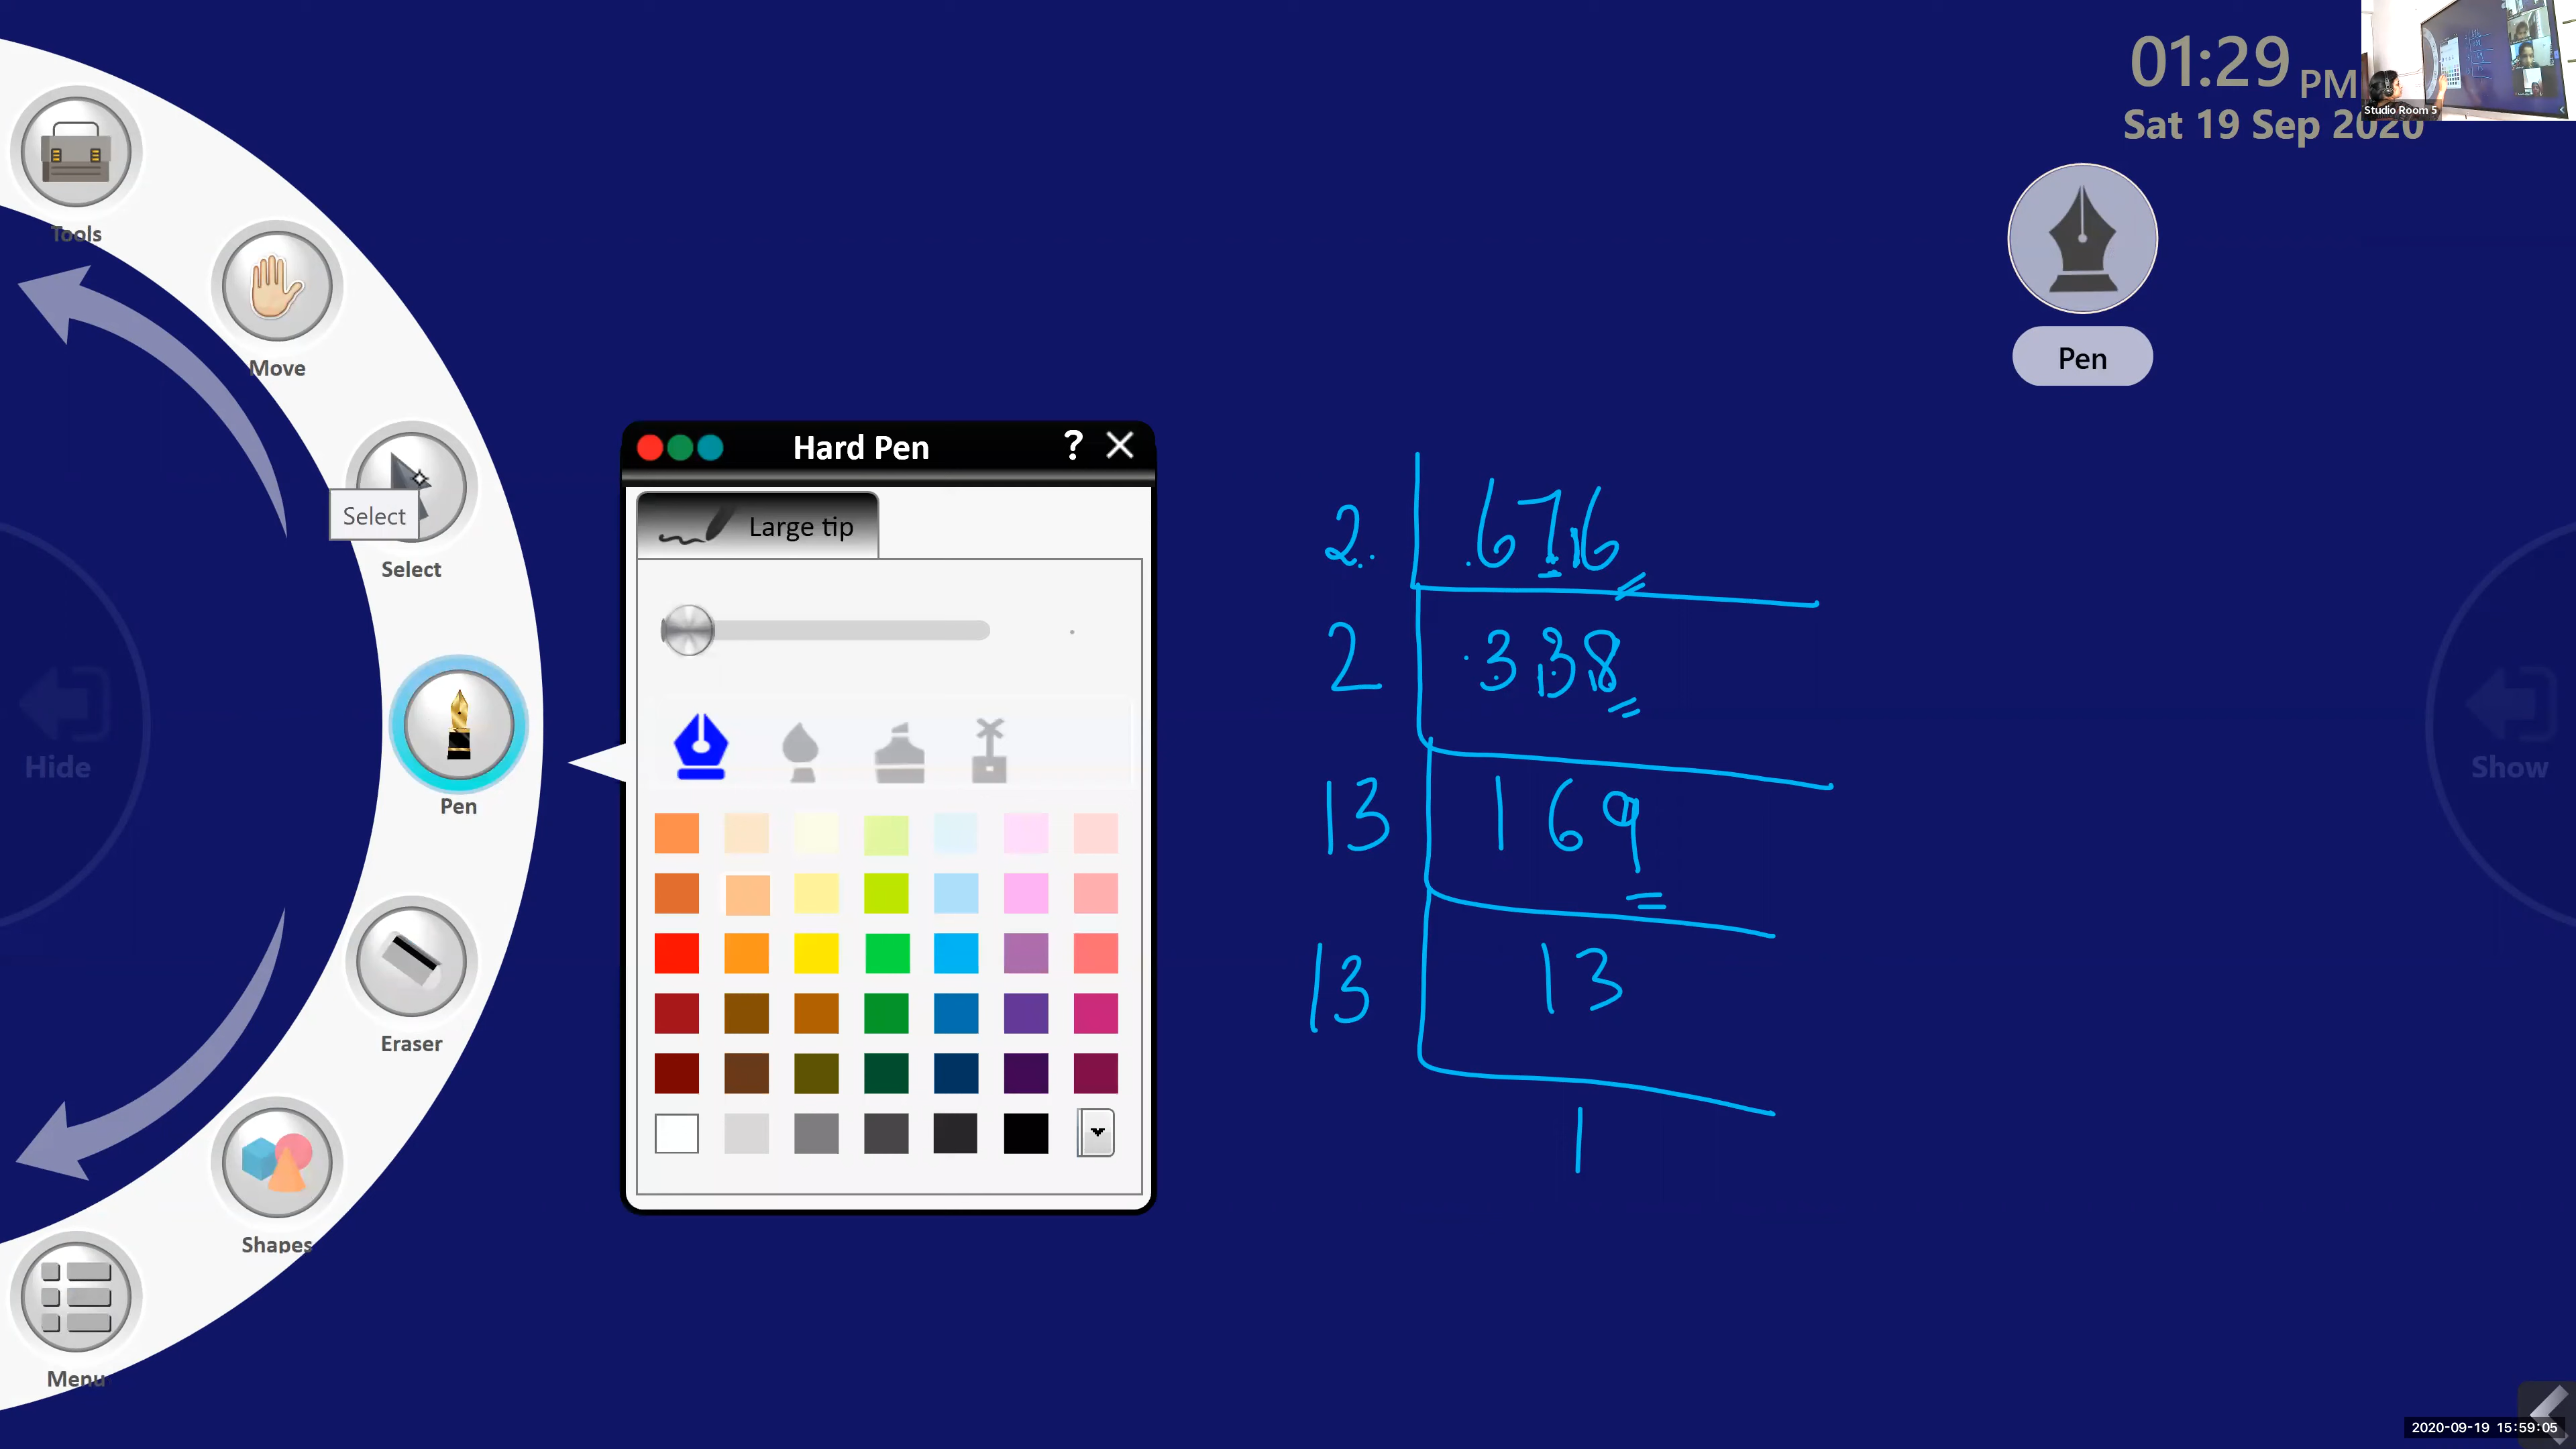 01:29 PM
Studio Room 5
Sat 19 Sep 2020
Tools
Move
Pen
Hard Pen ?
Select
Large tip
Select
2. .676
2 .338
Hide
Show
Pen
13 169
13 13
Eraser
1
Shapes
Menu
2020-09-19 15:59:05